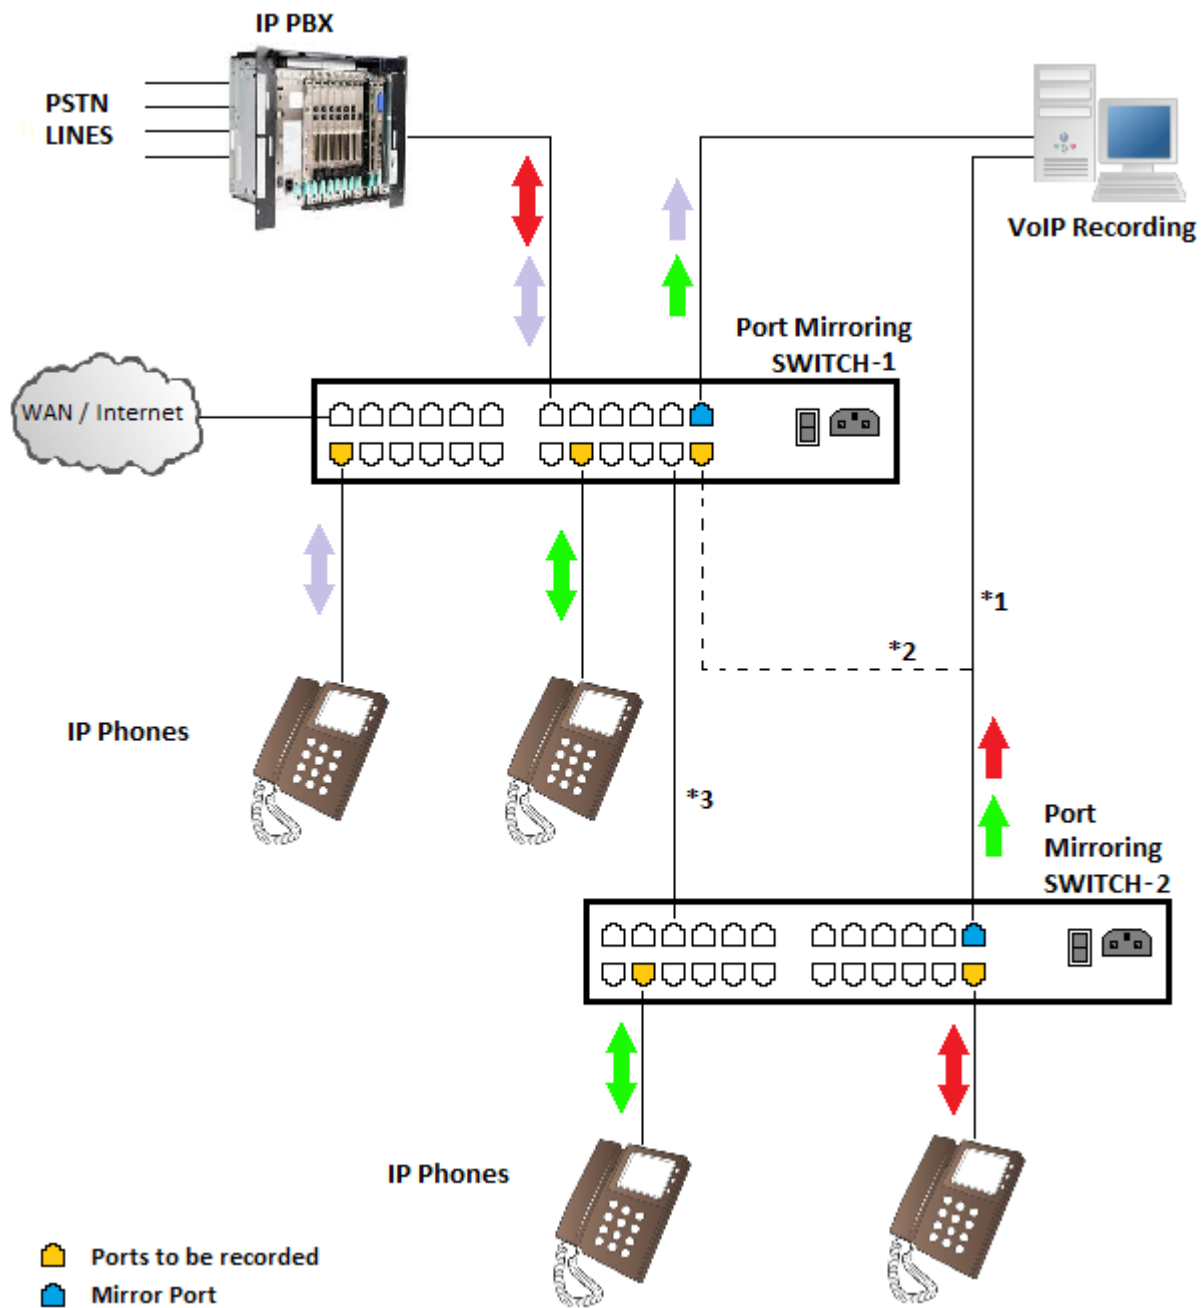 IP PBX
PSTN
LINES
VoIP Recording
Port Mirroring
SWITCH-1
WAN / Internet
*1
*2
IP Phones
*3
Port
Mirroring
SWITCH-2
IP Phones
Ports to be recorded
Mirror Port